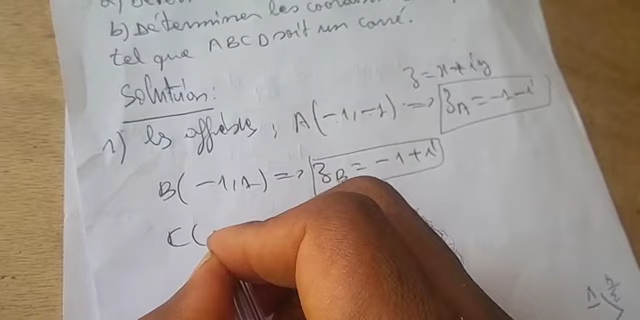 b) Déterminer les
tel que ABCD soit un carré.
Solution:
z = x + iy
1) les affixes, A(-1,-1) => z_A = -1-i
B(-1,1) => z_B = -1+i
C(